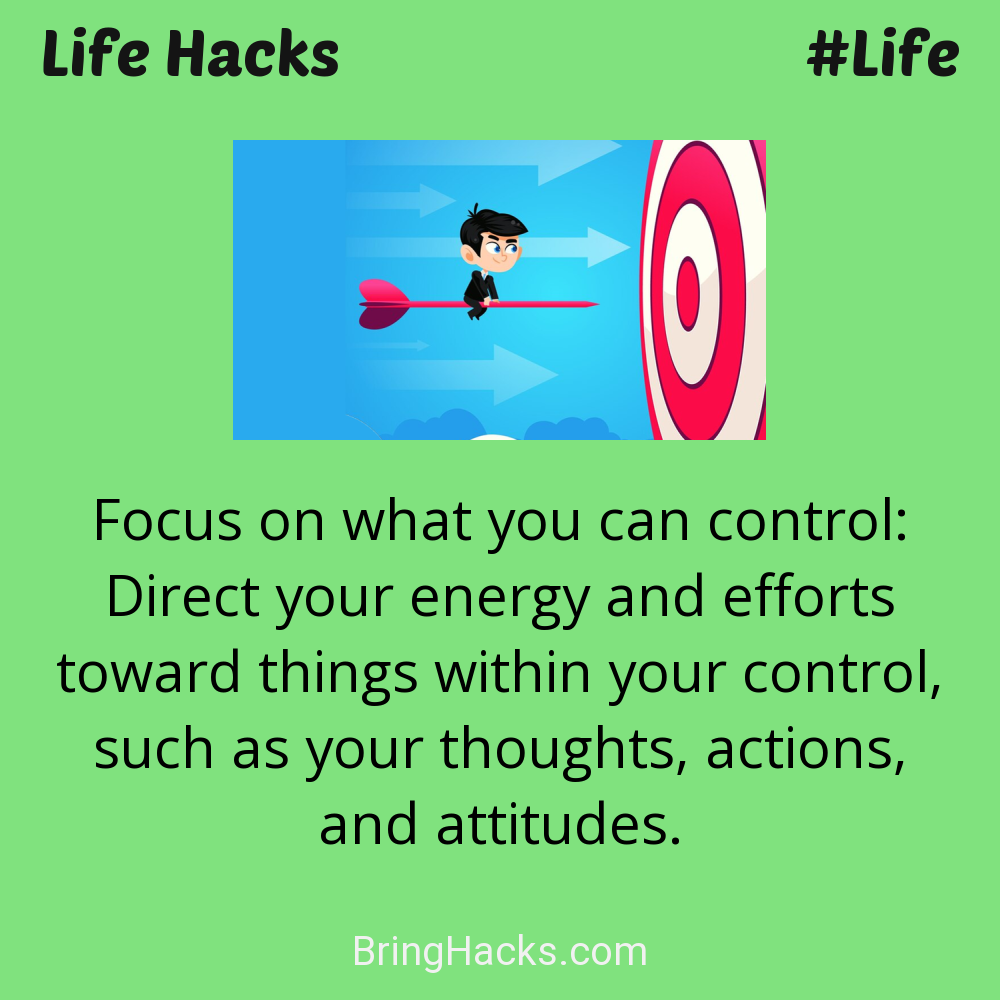 Life Hacks #Life
Focus on what you can control:
Direct your energy and efforts
toward things within your control,
such as your thoughts, actions,
and attitudes.
BringHacks.com